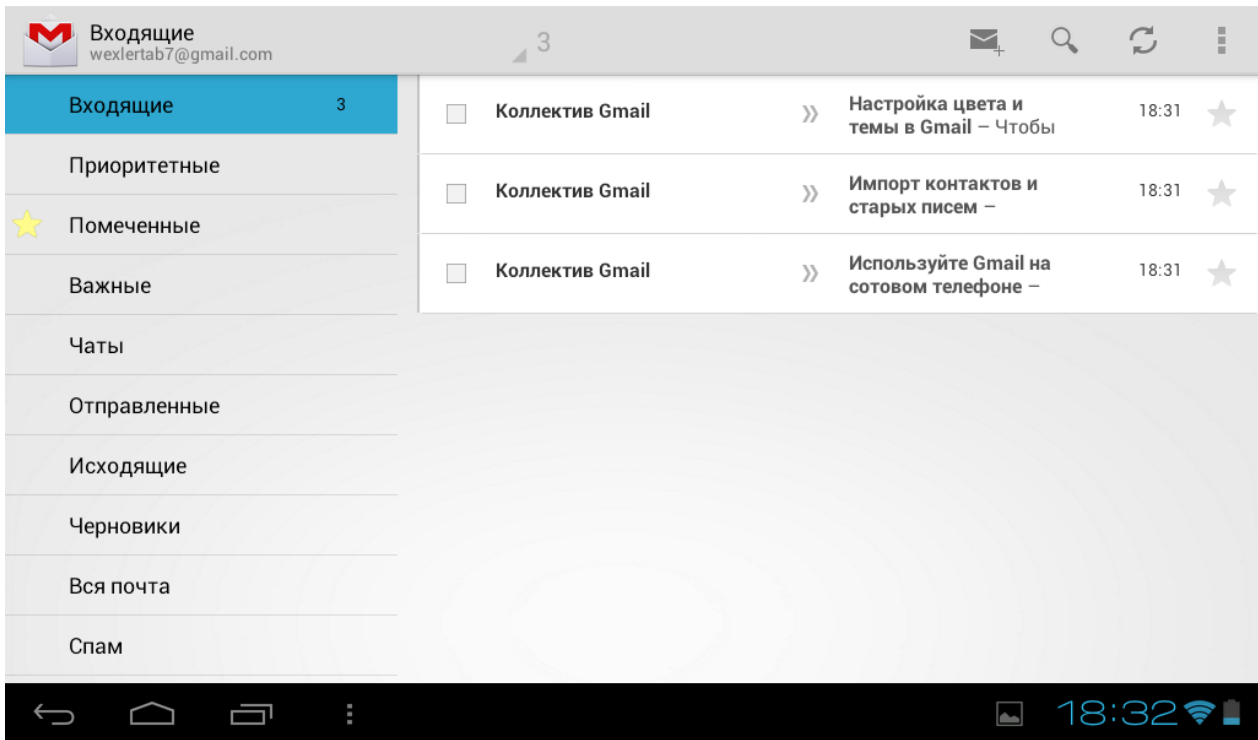 Входящие
wexlertab7@gmail.com
3
Входящие 3
Приоритетные
Помеченные
Важные
Чаты
Отправленные
Исходящие
Черновики
Вся почта
Спам
Коллектив Gmail
Настройка цвета и
темы в Gmail – Чтобы
18:31
Коллектив Gmail
Импорт контактов и
старых писем –
18:31
Коллектив Gmail
Используйте Gmail на
сотовом телефоне –
18:31
18:32